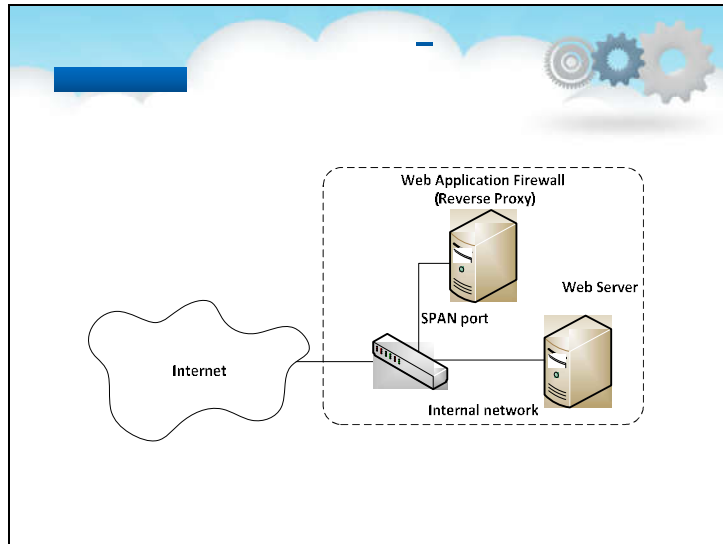 Web Application Firewall
(Reverse Proxy)
Web Server
SPAN port
Internet
Internal network